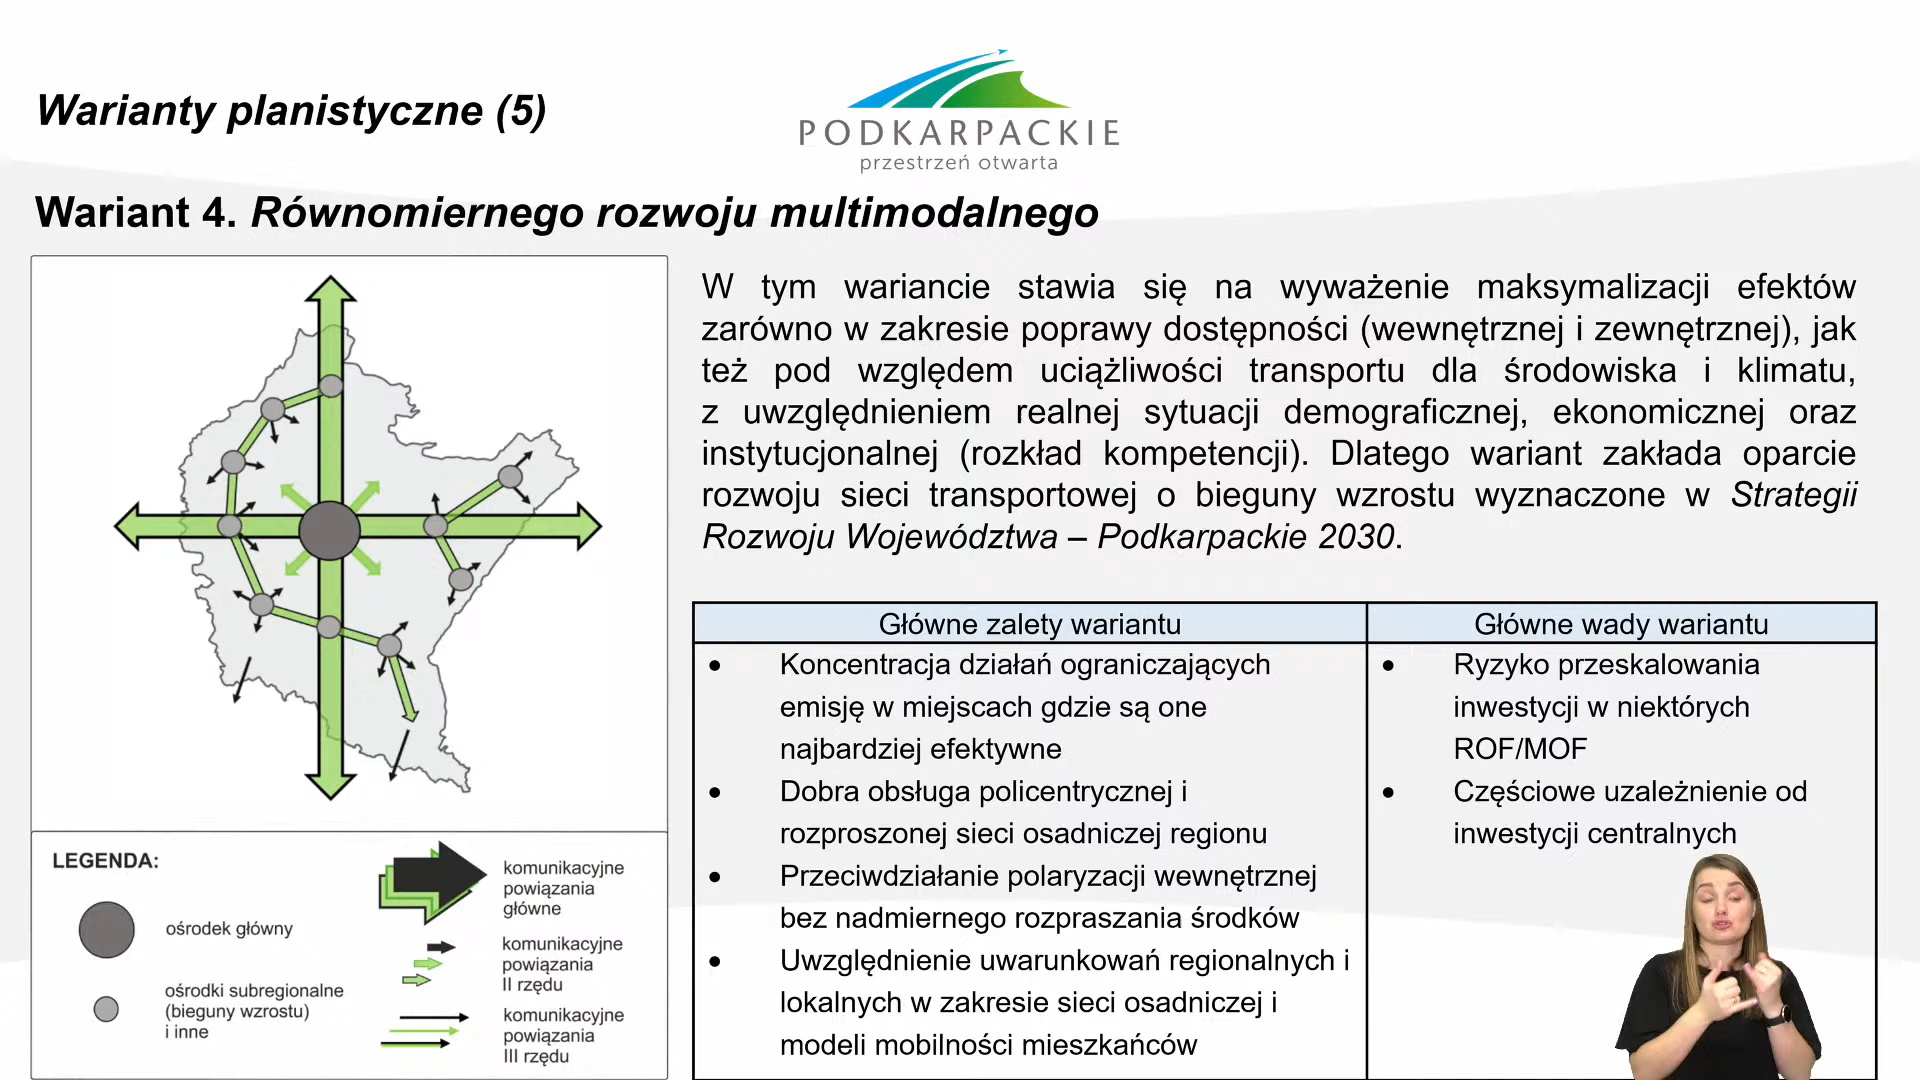 Warianty planistyczne (5)
PODKARPACKIE
przestrzeń otwarta
Wariant 4. Równomiernego rozwoju multimodalnego
W tym wariancie stawia się na wyważenie maksymalizacji efektów
zarówno w zakresie poprawy dostępności (wewnętrznej i zewnętrznej), jak
też pod względem uciążliwości transportu dla środowiska i klimatu,
z uwzględnieniem realnej sytuacji demograficznej, ekonomicznej oraz
instytucjonalnej (rozkład kompetencji). Dlatego wariant zakłada oparcie
rozwoju sieci transportowej o bieguny wzrostu wyznaczone w Strategii
Rozwoju Województwa – Podkarpackie 2030.
LEGENDA:
ośrodek główny
ośrodki subregionalne
(bieguny wzrostu)
i inne
komunikacyjne
powiązania
główne
komunikacyjne
powiązania
II rzędu
komunikacyjne
powiązania
III rzędu
Główne zalety wariantu
• Koncentracja działań ograniczających
emisję w miejscach gdzie są one
najbardziej efektywne
• Dobra obsługa policentrycznej i
rozproszonej sieci osadniczej regionu
• Przeciwdziałanie polaryzacji wewnętrznej
bez nadmiernego rozpraszania środków
• Uwzględnienie uwarunkowań regionalnych i
lokalnych w zakresie sieci osadniczej i
modeli mobilności mieszkańców
Główne wady wariantu
• Ryzyko przeskalowania
inwestycji w niektórych
ROF/MOF
• Częściowe uzależnienie od
inwestycji centralnych